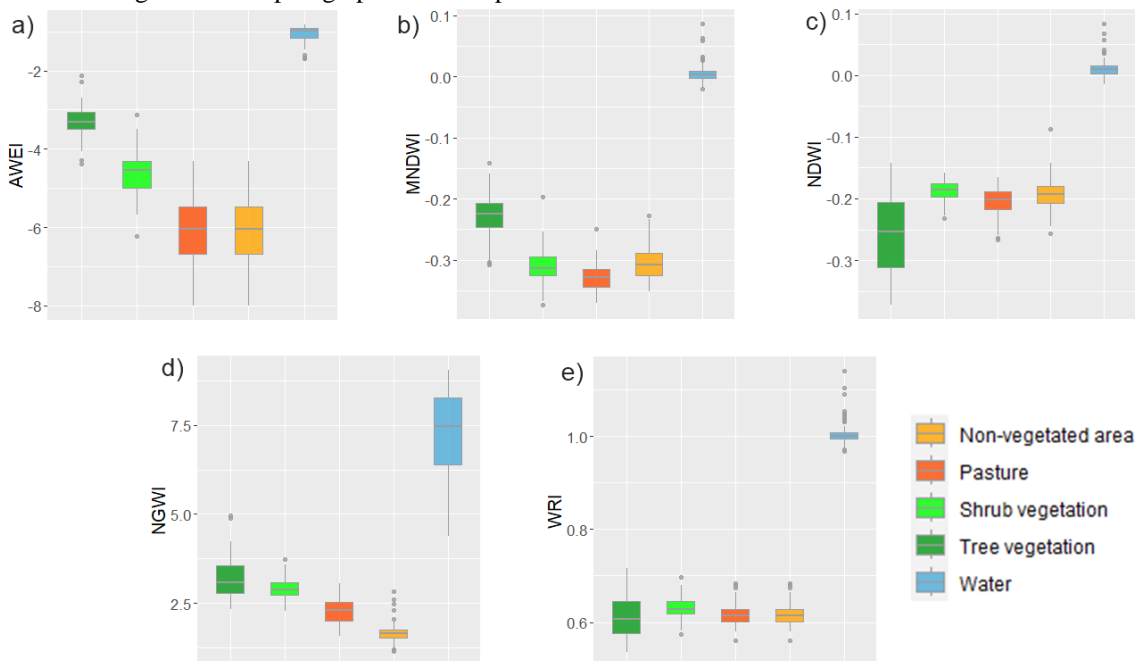 a)
-2
-4
-6
-8
AWEI
b)
0.1
0.0
-0.1
-0.2
-0.3
MNDWI
c)
0.1
0.0
-0.1
-0.2
-0.3
NDWI
d)
7.5
5.0
2.5
NGWI
e)
1.0
0.8
0.6
WRI
Non-vegetated area
Pasture
Shrub vegetation
Tree vegetation
Water